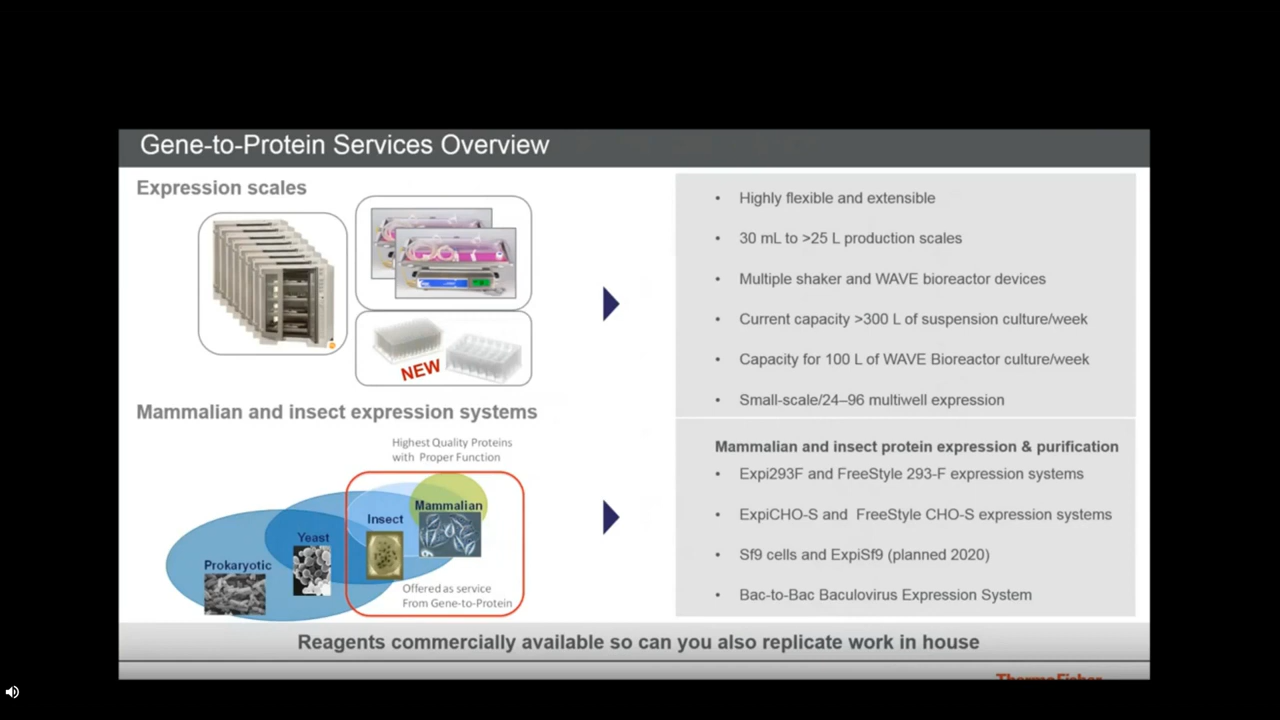 Gene-to-Protein Services Overview
Expression scales
NEW
• Highly flexible and extensible
• 30 mL to >25 L production scales
• Multiple shaker and WAVE bioreactor devices
• Current capacity >300 L of suspension culture/week
• Capacity for 100 L of WAVE Bioreactor culture/week
• Small-scale/24–96 multiwell expression
Mammalian and insect expression systems
Highest Quality Proteins
with Proper Function
Mammalian
Insect
Yeast
Prokaryotic
Offered as service
From Gene-to-Protein
Mammalian and insect protein expression & purification
• Expi293F and FreeStyle 293-F expression systems
• ExpiCHO-S and FreeStyle CHO-S expression systems
• Sf9 cells and ExpiSf9 (planned 2020)
• Bac-to-Bac Baculovirus Expression System
Reagents commercially available so can you also replicate work in house
ThermoFisher